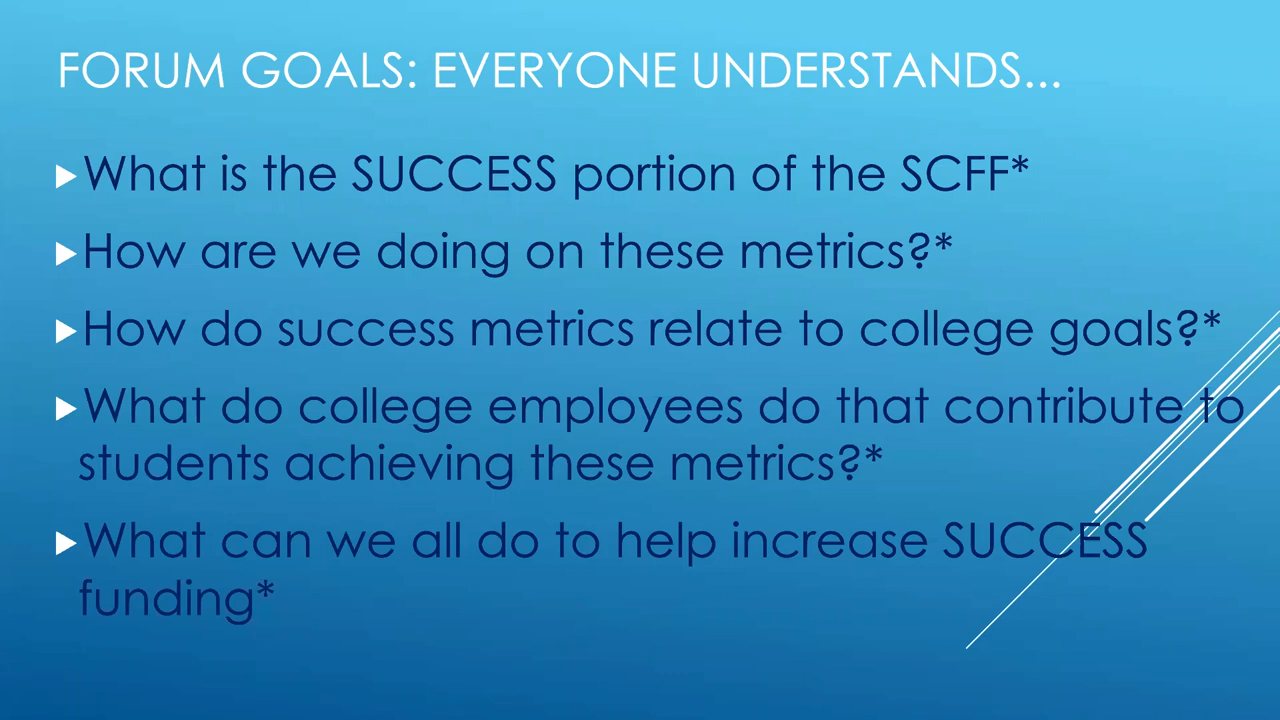 FORUM GOALS: EVERYONE UNDERSTANDS...
What is the SUCCESS portion of the SCFF*
How are we doing on these metrics?*
How do success metrics relate to college goals?*
What do college employees do that contribute to
students achieving these metrics?*
What can we all do to help increase SUCCESS
funding*